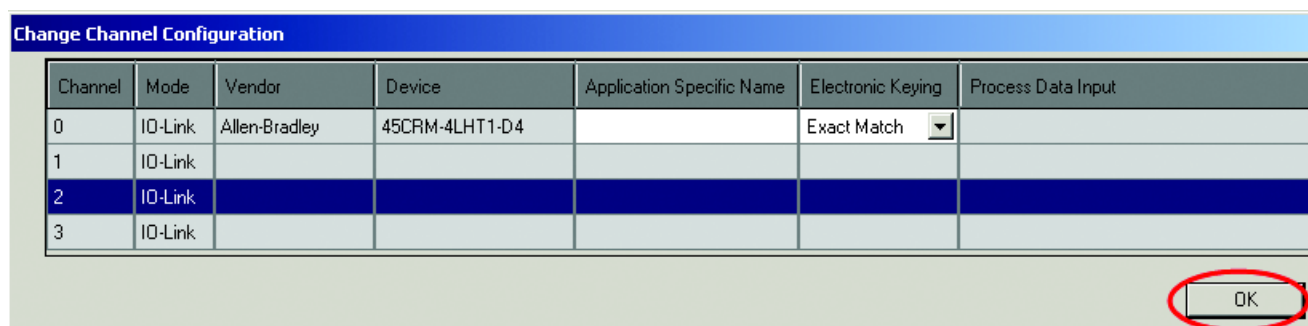 Change Channel Configuration
Channel Mode Vendor Device Application Specific Name Electronic Keying Process Data Input
0 IO-Link Allen-Bradley 45CRM-4LHT1-D4 Exact Match
1 IO-Link
2 IO-Link
3 IO-Link
OK